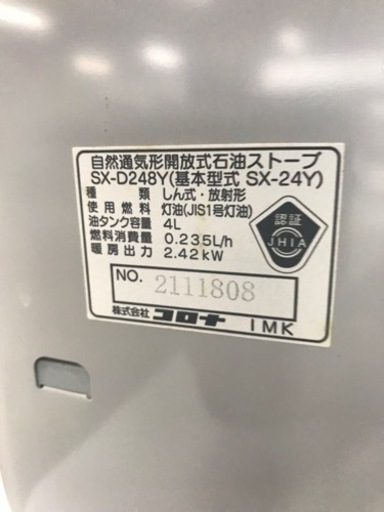 自然通気形開放式石油ストーブ
SX-D248Y(基本型式 SX-24Y)
種類 しん式・放射形
使用燃料 灯油(JIS1号灯油)
油タンク容量 4L
燃料消費量 0.235L/h
暖房出力 2.42kW
認証
JHIA
NO. 2111808
株式会社 コロナ IMK